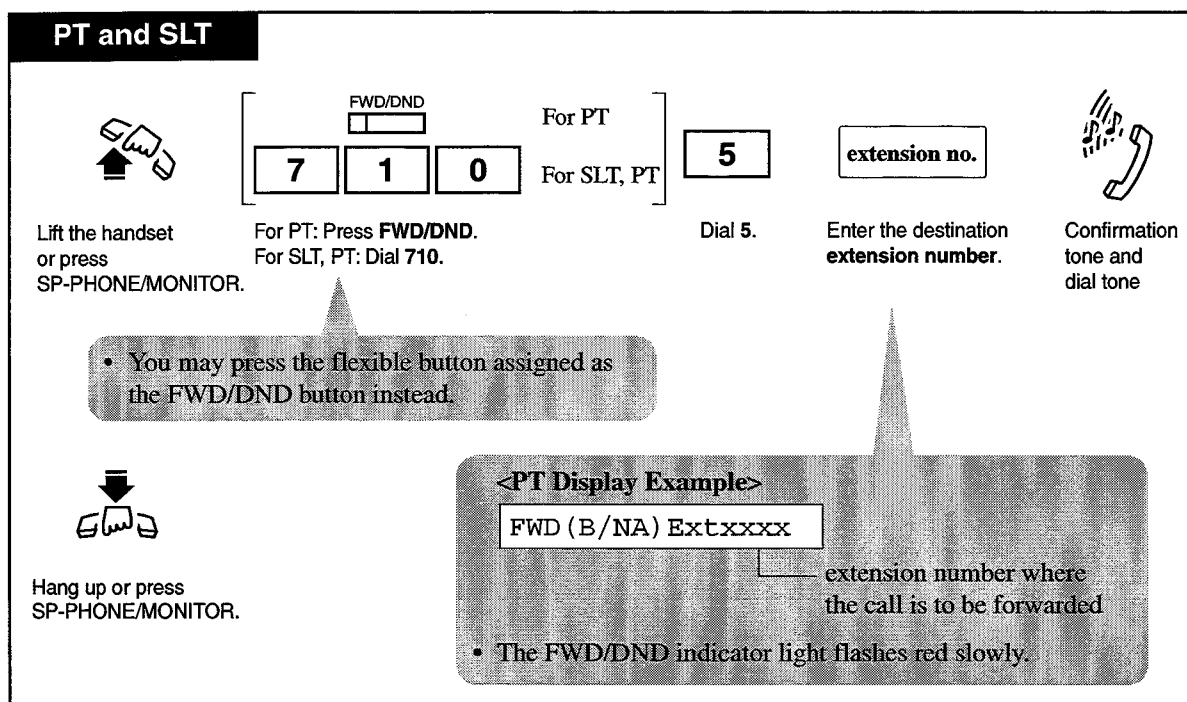 PT and SLT
FWD/DND
For PT
7 1 0
For SLT, PT
5
extension no.
Lift the handset
or press
SP-PHONE/MONITOR.
For PT: Press FWD/DND.
For SLT, PT: Dial 710.
Dial 5.
Enter the destination
extension number.
Confirmation
tone and
dial tone
• You may press the flexible button assigned as
the FWD/DND button instead.
Hang up or press
SP-PHONE/MONITOR.
<PT Display Example>
FWD(B/NA)Extxxxx
extension number where
the call is to be forwarded
• The FWD/DND indicator light flashes red slowly.